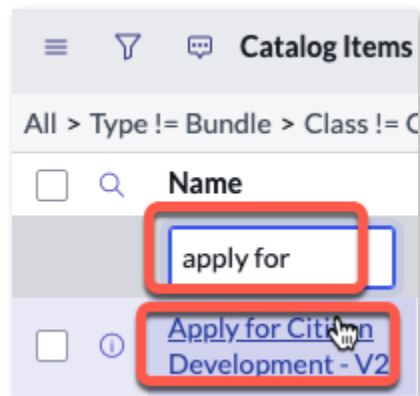 Catalog Items
All > Type != Bundle > Class !=
Name
apply for
Apply for Citizen
Development - V2